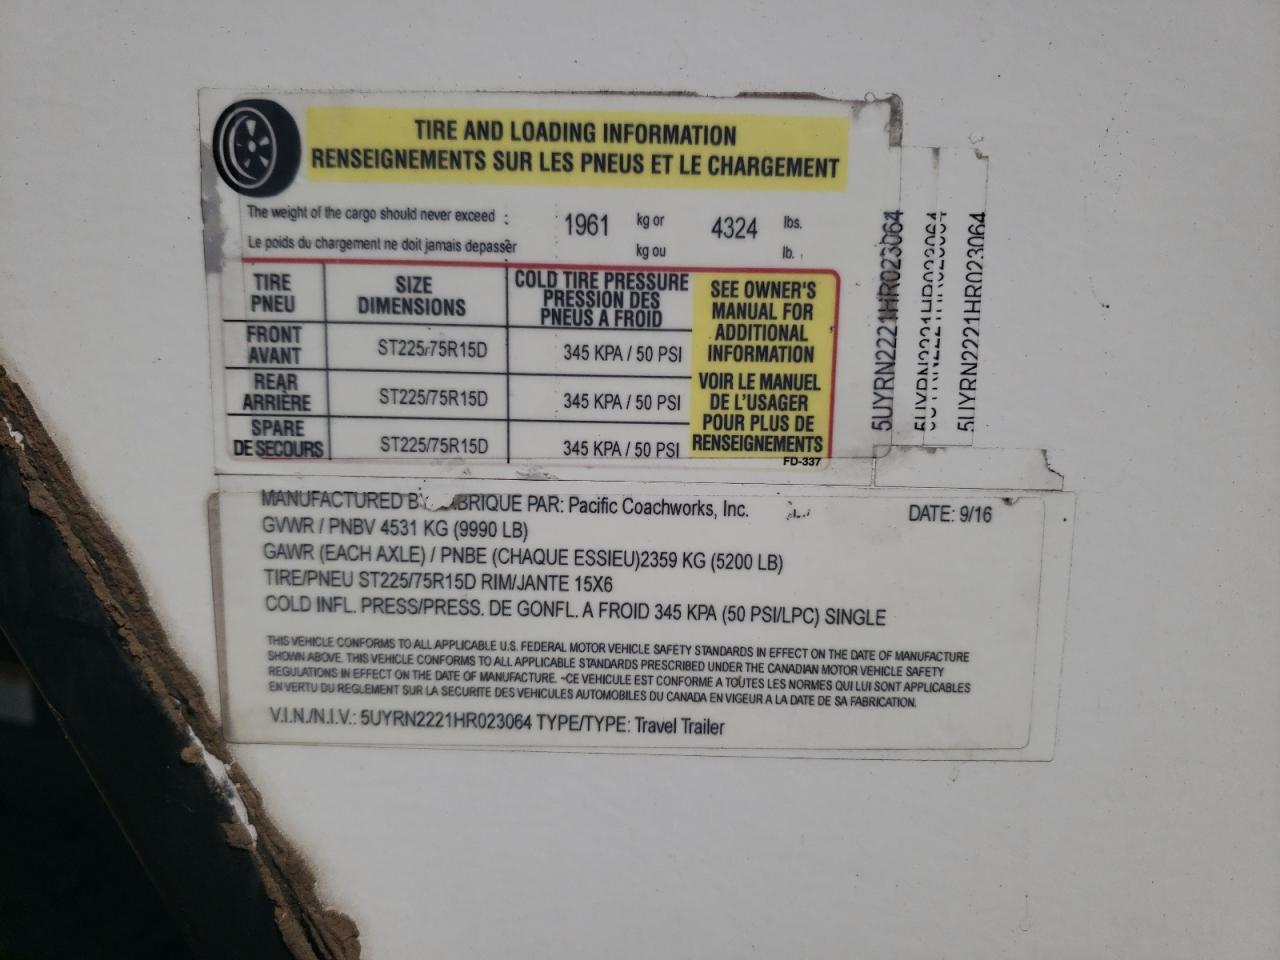 TIRE AND LOADING INFORMATION
RENSEIGNEMENTS SUR LES PNEUS ET LE CHARGEMENT
The weight of the cargo should never exceed : 1961 kg or 4324 lbs.
Le poids du chargement ne doit jamais depasser kg ou lb.
TIRE
PNEU
SIZE
DIMENSIONS
COLD TIRE PRESSURE
PRESSION DES
PNEUS A FROID
FRONT
AVANT
ST225/75R15D
345 KPA / 50 PSI
REAR
ARRIÈRE
ST225/75R15D
345 KPA / 50 PSI
SPARE
DE SECOURS
ST225/75R15D
345 KPA / 50 PSI
SEE OWNER'S
MANUAL FOR
ADDITIONAL
INFORMATION
VOIR LE MANUEL
DE L'USAGER
POUR PLUS DE
RENSEIGNEMENTS
FD-337
5UYRN2221HR023064
5UYRN2221HR023064
5UYRN2221HR023064
MANUFACTURED B BRIQUE PAR: Pacific Coachworks, Inc. DATE: 9/16
GVWR / PNBV 4531 KG (9990 LB)
GAWR (EACH AXLE) / PNBE (CHAQUE ESSIEU)2359 KG (5200 LB)
TIRE/PNEU ST225/75R15D RIM/JANTE 15X6
COLD INFL. PRESS/PRESS. DE GONFL. A FROID 345 KPA (50 PSI/LPC) SINGLE
THIS VEHICLE CONFORMS TO ALL APPLICABLE U.S. FEDERAL MOTOR VEHICLE SAFETY STANDARDS IN EFFECT ON THE DATE OF MANUFACTURE
SHOWN ABOVE. THIS VEHICLE CONFORMS TO ALL APPLICABLE STANDARDS PRESCRIBED UNDER THE CANADIAN MOTOR VEHICLE SAFETY
REGULATIONS IN EFFECT ON THE DATE OF MANUFACTURE. -CE VEHICULE EST CONFORME A TOUTES LES NORMES QUI LUI SONT APPLICABLES
EN VERTU DU REGLEMENT SUR LA SECURITE DES VEHICULES AUTOMOBILES DU CANADA EN VIGEUR A LA DATE DE SA FABRICATION.
V.I.N./N.I.V.: 5UYRN2221HR023064 TYPE/TYPE: Travel Trailer